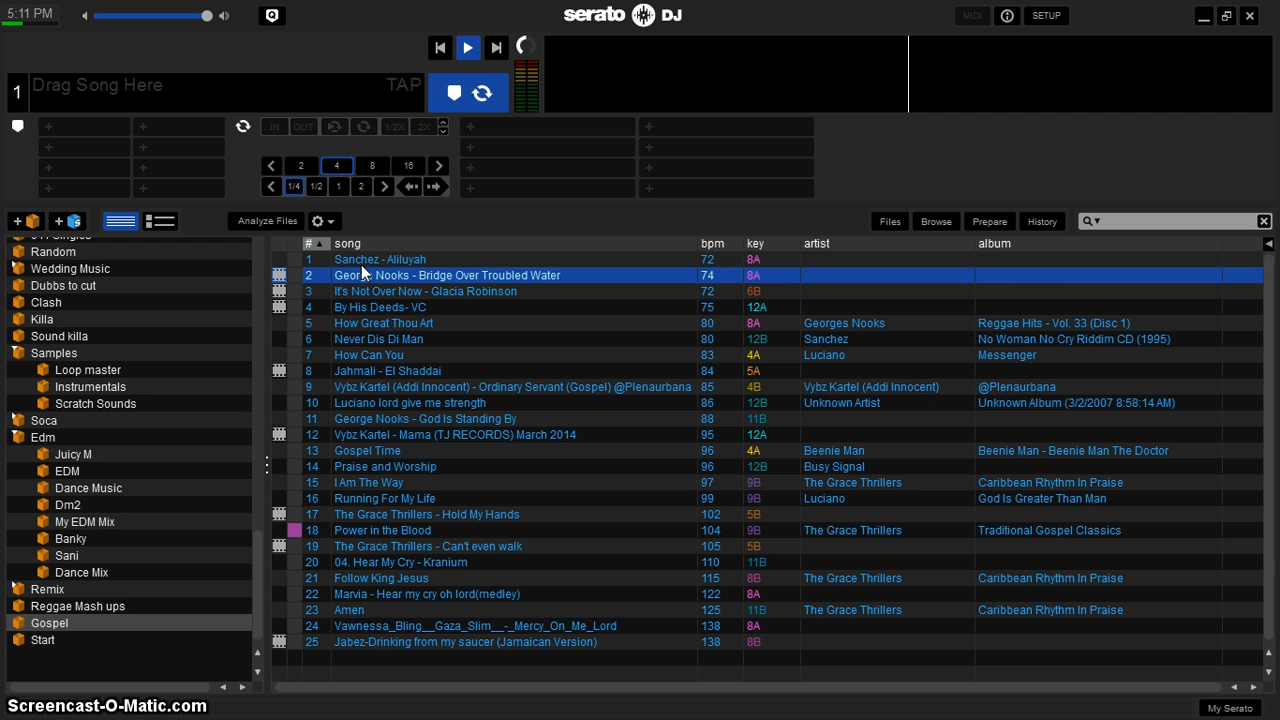 5:11 PM
serato DJ
MIDI
SETUP
1 Drag Song Here TAP
IN OUT 1/2X 2X
2 4 8 16
1/4 1/2 1 2
Analyze Files
Files Browse Prepare History
Random
Wedding Music
Dubs to cut
Clash
Killa
Sound killa
Samples
Loop master
Instrumentals
Scratch Sounds
Soca
Edm
Juicy M
EDM
Dance Music
Dm2
My EDM Mix
Banky
Sani
Dance Mix
Remix
Reggae Mash ups
Gospel
Start
# song bpm key artist album
1 Sanchez - Aliluyah 72 8A
2 George Nooks - Bridge Over Troubled Water 74 8A
3 It's Not Over Now - Glacia Robinson 72 6B
4 By His Deeds- VC 75 12A
5 How Great Thou Art 80 8A Georges Nooks Reggae Hits - Vol. 33 (Disc 1)
6 Never Dis Di Man 80 12B Sanchez No Woman No Cry Riddim CD (1995)
7 How Can You 83 4A Luciano Messenger
8 Jahmali - El Shaddai 84 5A
9 Vybz Kartel (Addi Innocent) - Ordinary Servant (Gospel) @Plenaurbana 85 4B Vybz Kartel (Addi Innocent) @Plenaurbana
10 Luciano lord give me strength 86 12B Unknown Artist Unknown Album (3/2/2007 8:58:14 AM)
11 George Nooks - God Is Standing By 88 11B
12 Vybz Kartel - Mama (TJ RECORDS) March 2014 95 12A
13 Gospel Time 96 4A Beenie Man Beenie Man - Beenie Man The Doctor
14 Praise and Worship 96 12B Busy Signal
15 I Am The Way 97 9B The Grace Thrillers Caribbean Rhythm In Praise
16 Running For My Life 99 9B Luciano God Is Greater Than Man
17 The Grace Thrillers - Hold My Hands 102 5B
18 Power in the Blood 104 9B The Grace Thrillers Traditional Gospel Classics
19 The Grace Thrillers - Can't even walk 105 5B
20 04. Hear My Cry - Kranium 110 11B
21 Follow King Jesus 115 8B The Grace Thrillers Caribbean Rhythm In Praise
22 Marvia - Hear my cry oh lord(medley) 122 8A
23 Amen 125 11B The Grace Thrillers Caribbean Rhythm In Praise
24 Vawnessa_Bling__Gaza_Slim__-_Mercy_On_Me_Lord 138 8A
25 Jabez-Drinking from my saucer (Jamaican Version) 138 8B
Screencast-O-Matic.com
My Serato